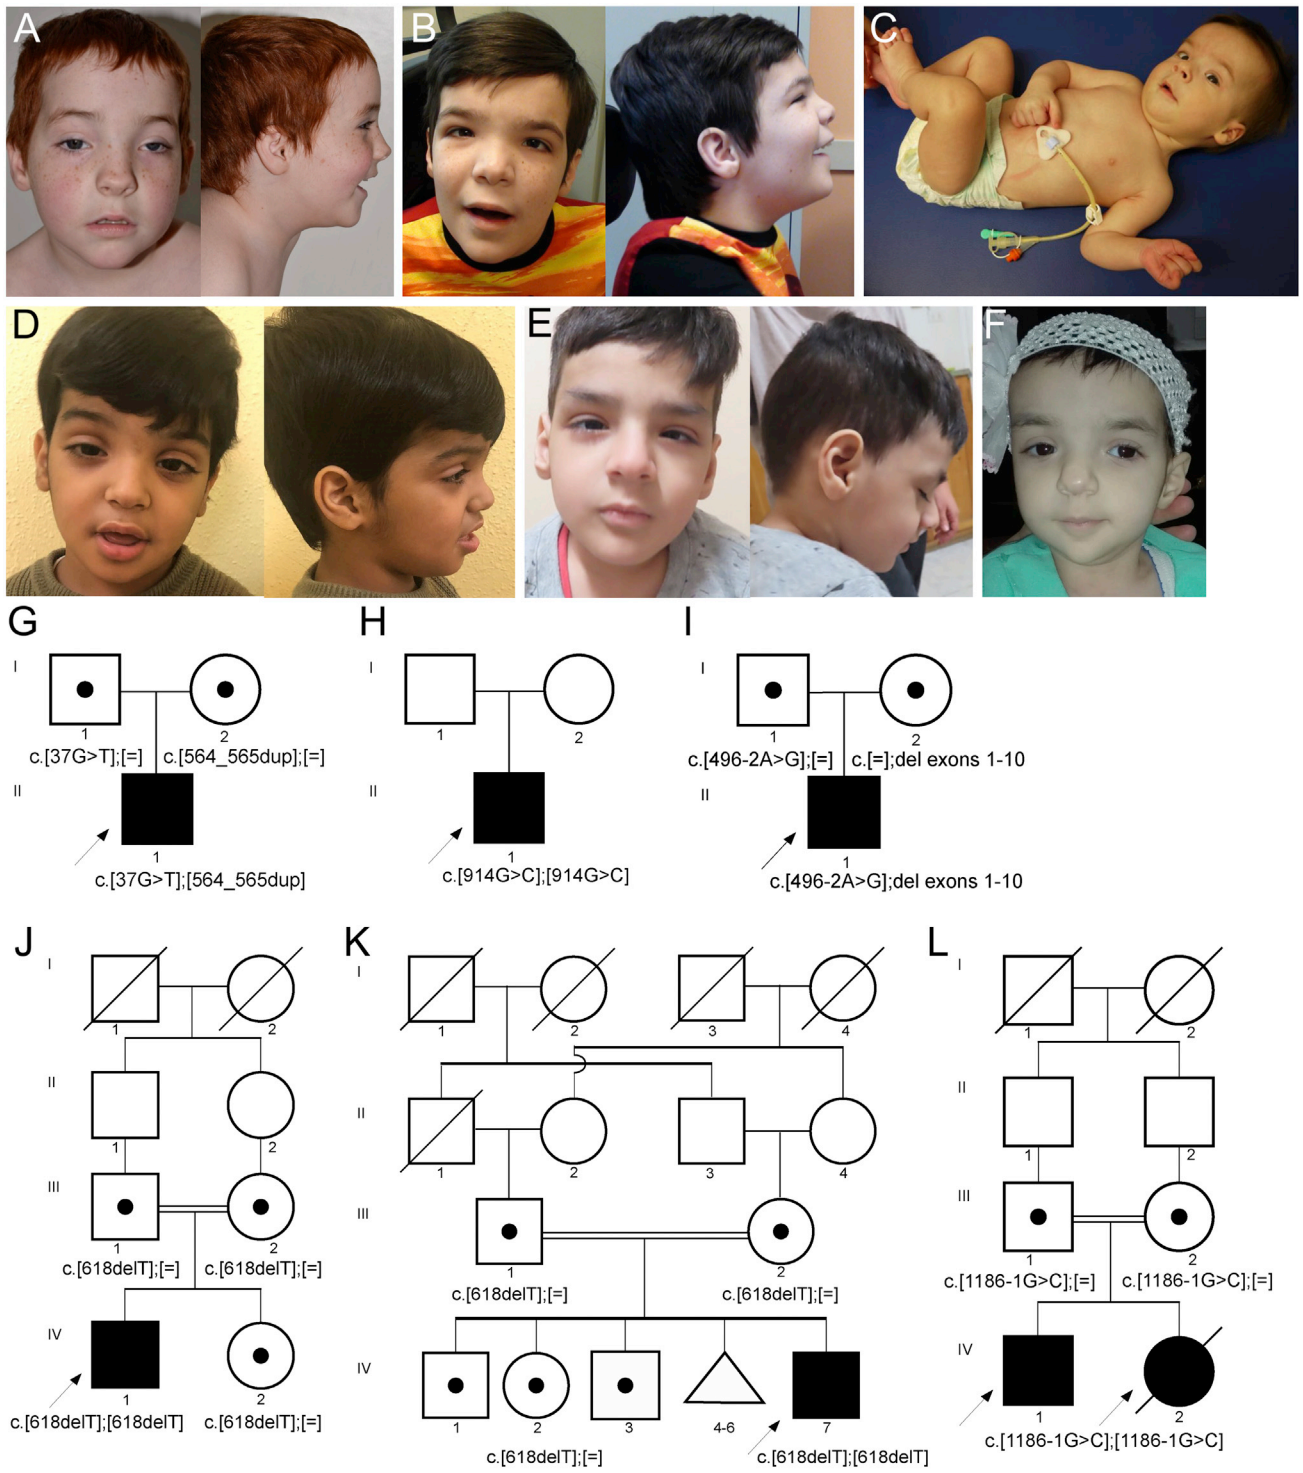 A B C
D E F
G H I
I I I
1 2 1 2 1 2
c.[37G>T];[=] c.[564_565dup];[=] c.[496-2A>G];[=] c.[=];del exons 1-10
II II II
1 1 1
c.[37G>T];[564_565dup] c.[914G>C];[914G>C] c.[496-2A>G];del exons 1-10
J K L
I I I
1 2 1 2 3 4 1 2
II II II
1 2 1 2 3 4 1 2
III III III
1 2 1 2 1 2
c.[618delT];[=] c.[618delT];[=] c.[618delT];[=] c.[618delT];[=] c.[1186-1G>C];[=] c.[1186-1G>C];[=]
IV IV IV
1 2 1 2 3 4-6 7 1 2
c.[618delT];[618delT] c.[618delT];[=] c.[618delT];[=] c.[618delT];[618delT] c.[1186-1G>C];[1186-1G>C]